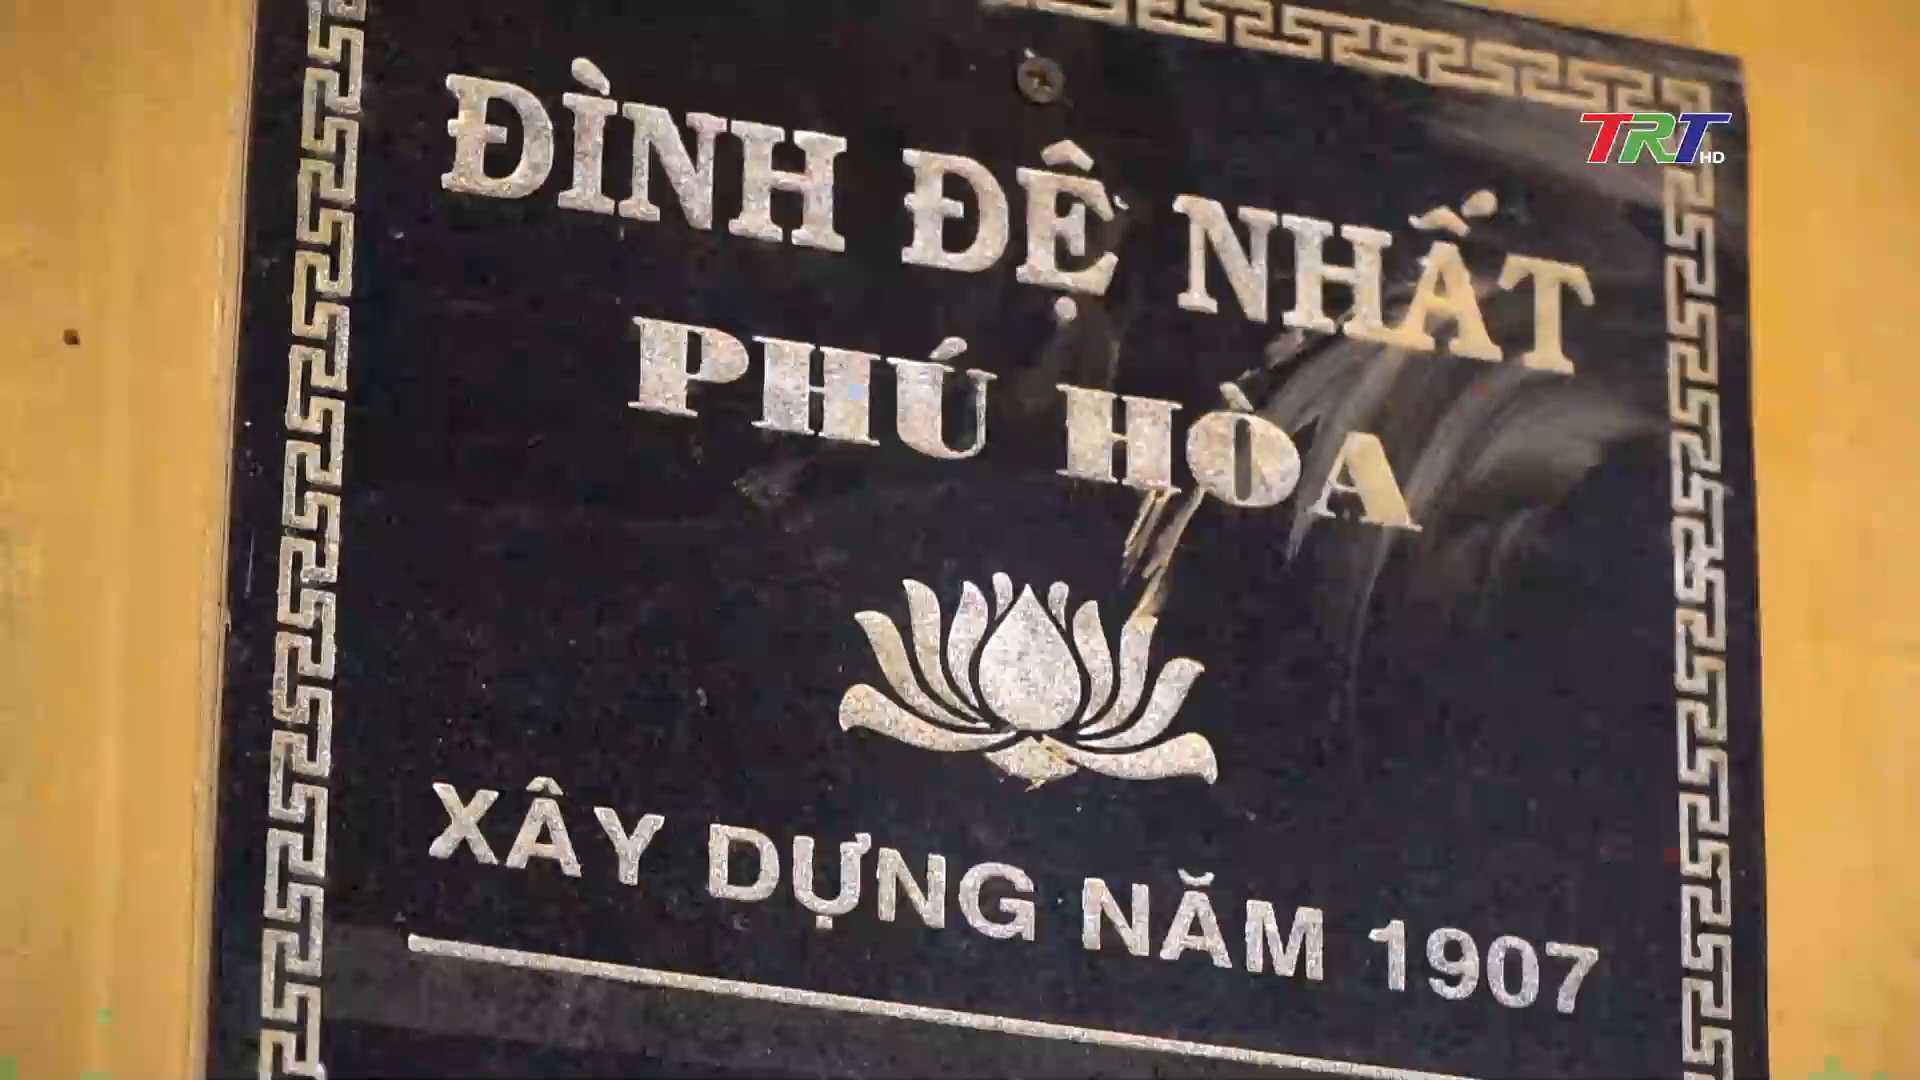 TRT HD
ĐÌNH ĐỆ NHẤT
PHÚ HÒA
XÂY DỰNG NĂM 1907